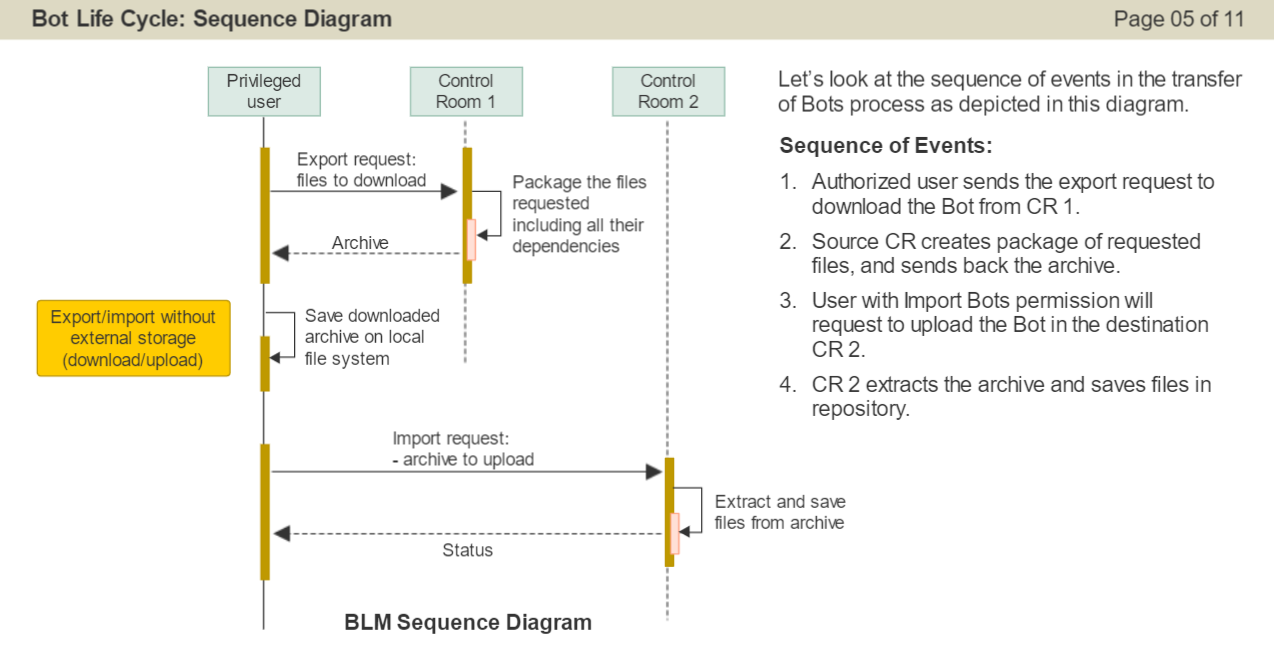 Bot Life Cycle: Sequence Diagram
Page 05 of 11
Privileged
user
Control
Room 1
Control
Room 2
Export request:
files to download
Package the files
requested
including all their
dependencies
Archive
Export/import without
external storage
(download/upload)
Save downloaded
archive on local
file system
Import request:
- archive to upload
Extract and save
files from archive
Status
BLM Sequence Diagram
Let's look at the sequence of events in the transfer
of Bots process as depicted in this diagram.
Sequence of Events:
1. Authorized user sends the export request to
download the Bot from CR 1.
2. Source CR creates package of requested
files, and sends back the archive.
3. User with Import Bots permission will
request to upload the Bot in the destination
CR 2.
4. CR 2 extracts the archive and saves files in
repository.